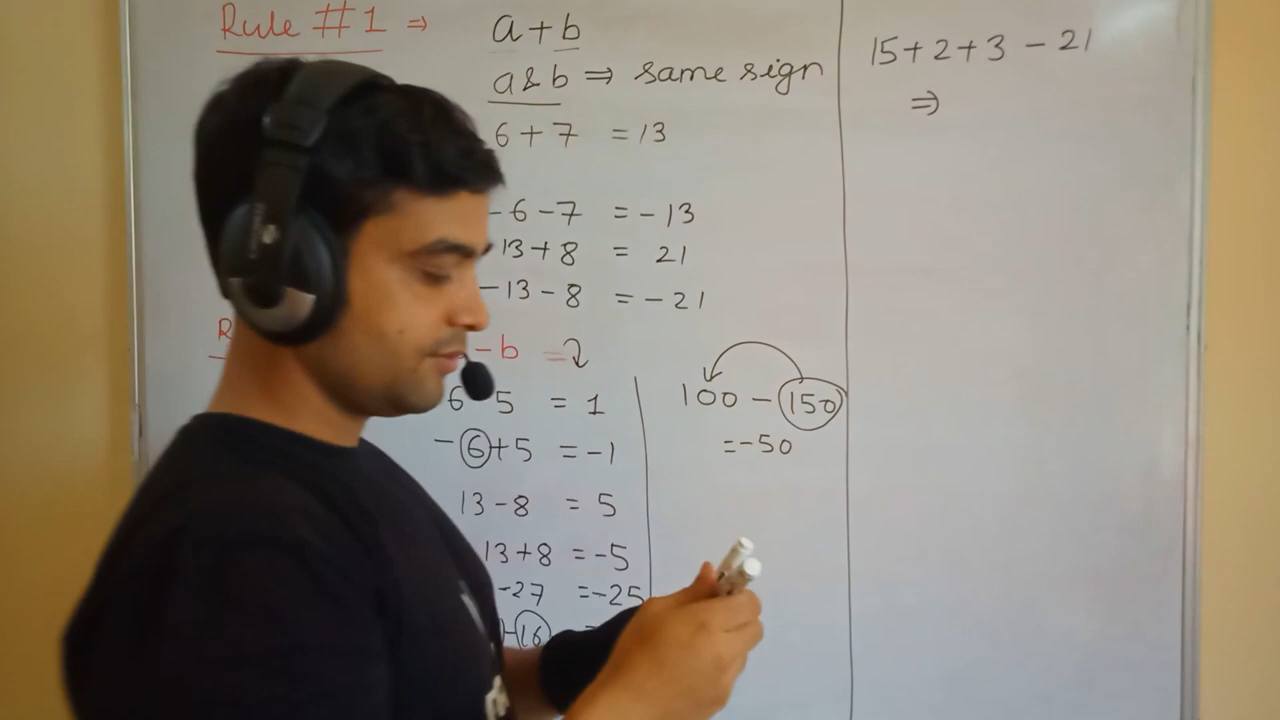 Rule #1 ⇒ a+b
a&b ⇒ same sign
6+7 = 13
-6-7 = -13
13+8 = 21
-13-8 = -21
R -b =
6 5 = 1
-6+5 = -1
13-8 = 5
13+8 = -5
-27 = -25
-16 =
100 - 150
= -50
15+2+3-21
⇒